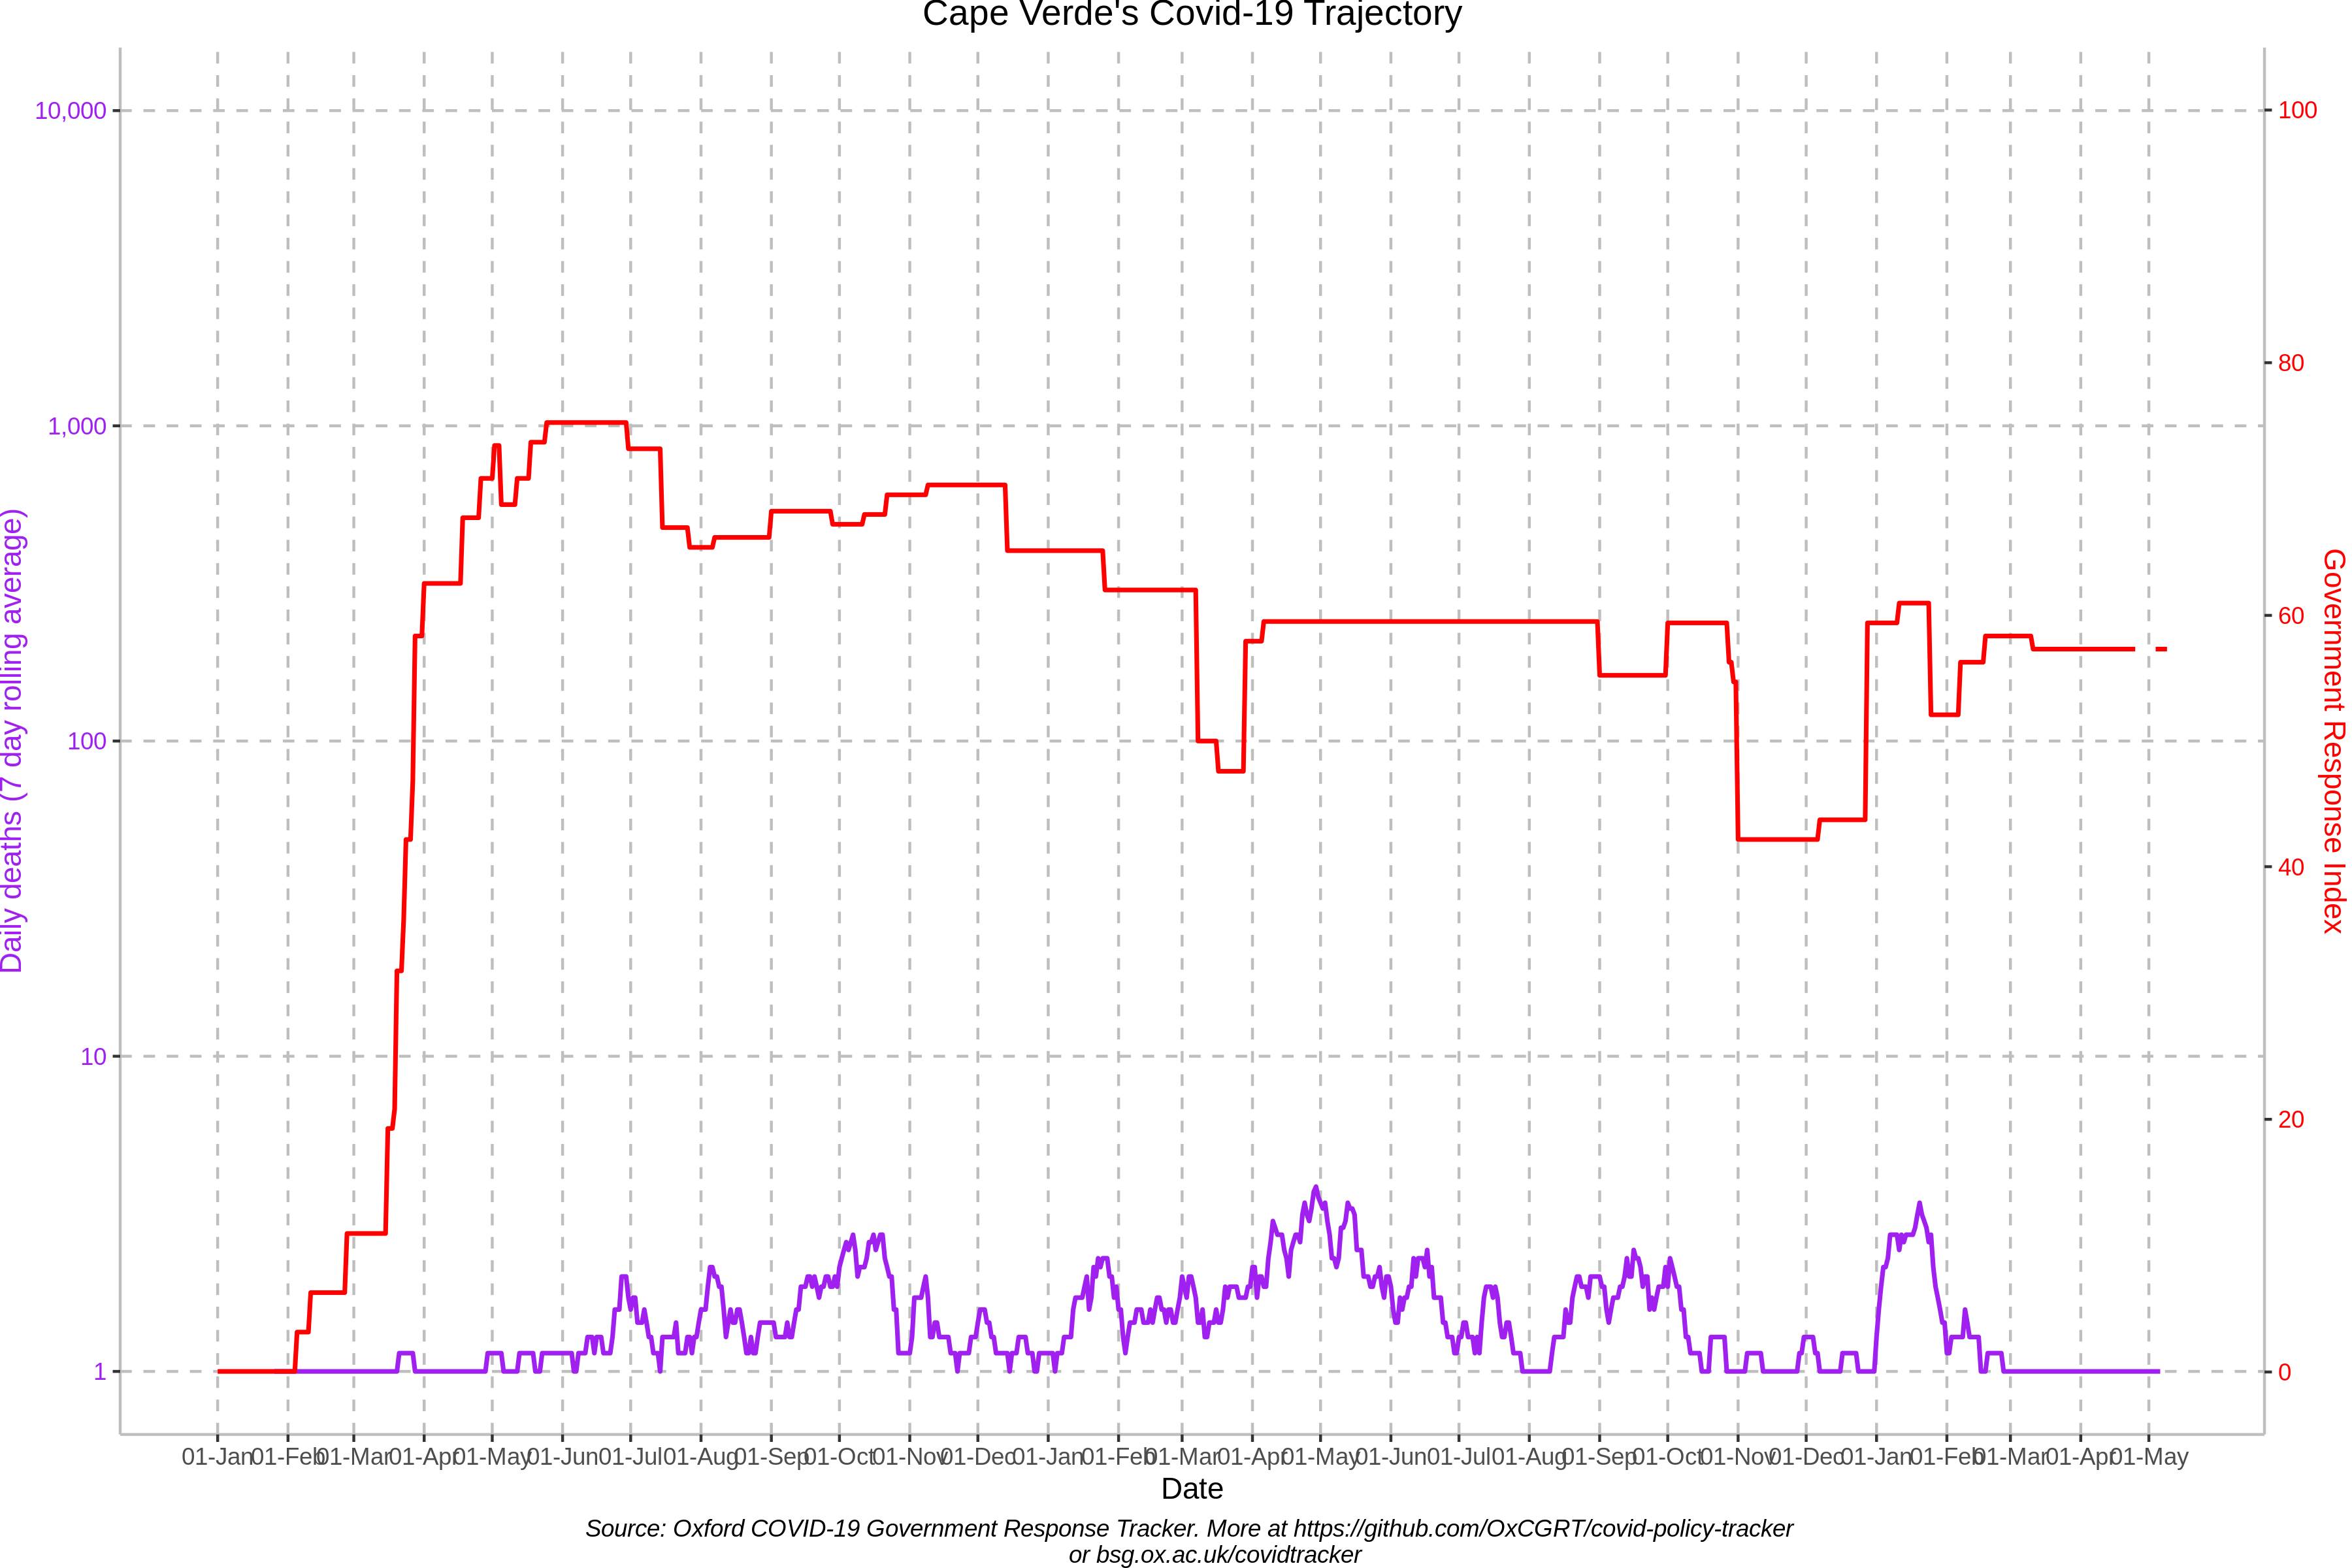 Cape Verde's Covid-19 Trajectory
Daily deaths (7 day rolling average)
10,000
1,000
100
10
1
Government Response Index
100
80
60
40
20
0
01-Jan 01-Feb 01-Mar 01-Apr 01-May 01-Jun 01-Jul 01-Aug 01-Sep 01-Oct 01-Nov 01-Dec 01-Jan 01-Feb 01-Mar 01-Apr 01-May 01-Jun 01-Jul 01-Aug 01-Sep 01-Oct 01-Nov 01-Dec 01-Jan 01-Feb 01-Mar 01-Apr 01-May
Date
Source: Oxford COVID-19 Government Response Tracker. More at https://github.com/OxCGRT/covid-policy-tracker
or bsg.ox.ac.uk/covidtracker